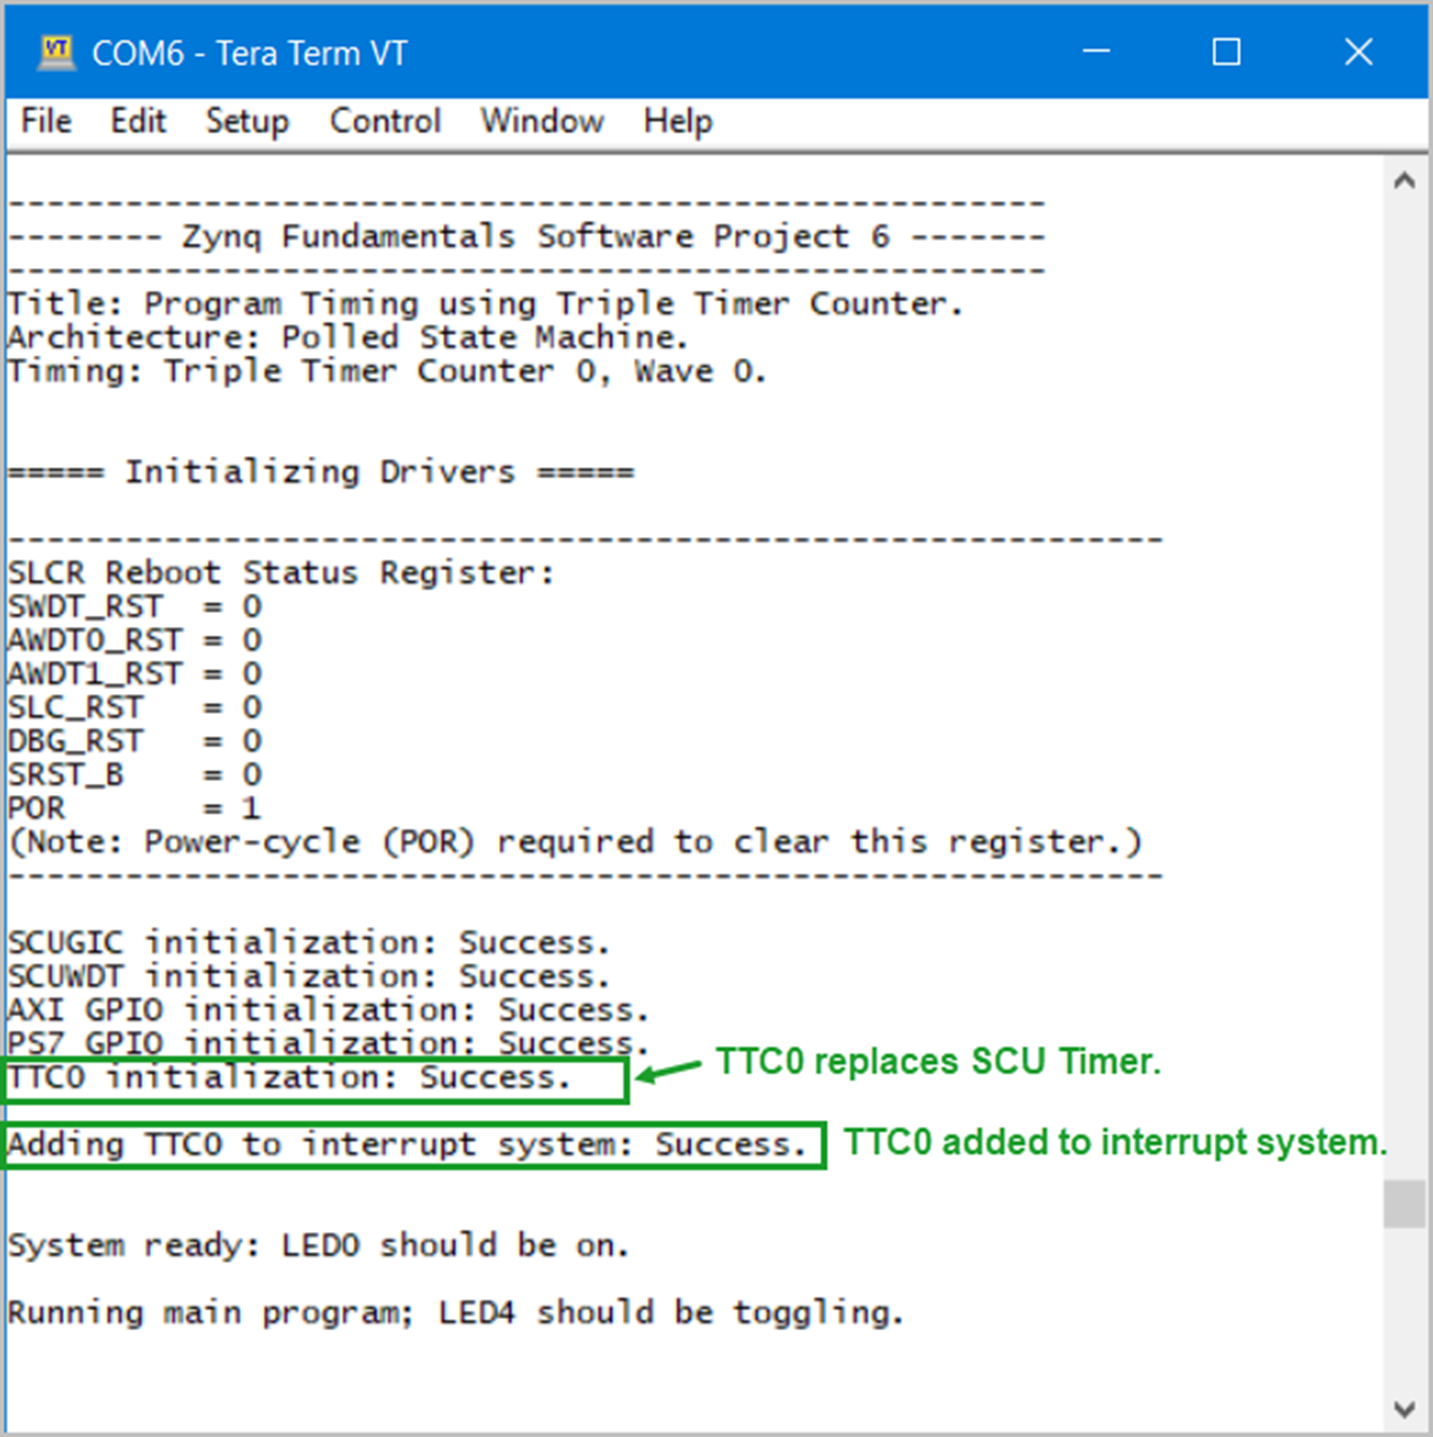 VT COM6 - Tera Term VT
File Edit Setup Control Window Help
-----------------------------------------------------
-------- Zynq Fundamentals Software Project 6 -------
-----------------------------------------------------
Title: Program Timing using Triple Timer Counter.
Architecture: Polled State Machine.
Timing: Triple Timer Counter 0, Wave 0.
===== Initializing Drivers =====
-----------------------------------------------------------
SLCR Reboot Status Register:
SWDT_RST  = 0
AWDT0_RST = 0
AWDT1_RST = 0
SLC_RST   = 0
DBG_RST   = 0
SRST_B    = 0
POR       = 1
(Note: Power-cycle (POR) required to clear this register.)
-----------------------------------------------------------
SCUGIC initialization: Success.
SCUWDT initialization: Success.
AXI GPIO initialization: Success.
PS7 GPIO initialization: Success.
TTC0 initialization: Success. TTC0 replaces SCU Timer.
Adding TTC0 to interrupt system: Success. TTC0 added to interrupt system.
System ready: LED0 should be on.
Running main program; LED4 should be toggling.